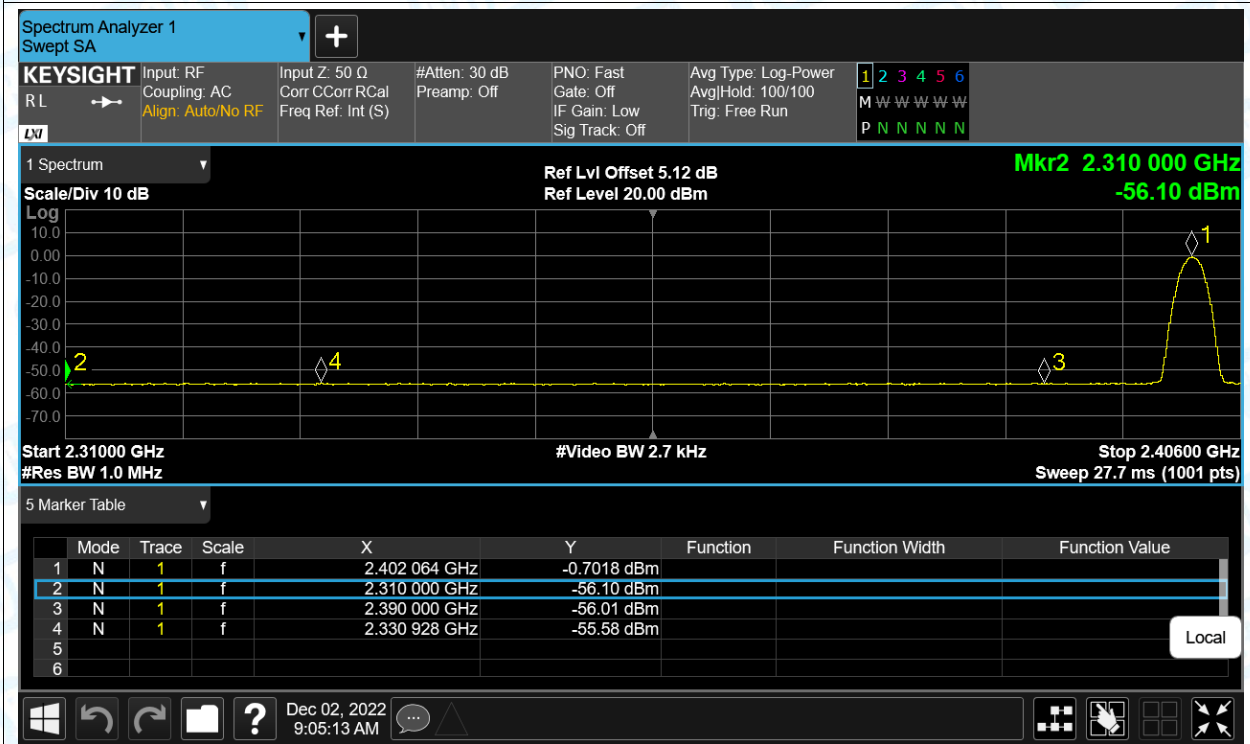 Spectrum Analyzer 1
Swept SA
▼
+
KEYSIGHT
R L
LXI
Input: RF
Coupling: AC
Align: Auto/No RF
Input Z: 50 Ω
Corr CCorr RCal
Freq Ref: Int (S)
#Atten: 30 dB
Preamp: Off
PNO: Fast
Gate: Off
IF Gain: Low
Sig Track: Off
Avg Type: Log-Power
Avg|Hold: 100/100
Trig: Free Run
1 2 3 4 5 6
M W W W W W
P N N N N N
1 Spectrum ▼
Scale/Div 10 dB
Ref Lvl Offset 5.12 dB
Ref Level 20.00 dBm
Mkr2 2.310 000 GHz
-56.10 dBm
Log
10.0
0.00
-10.0
-20.0
-30.0
-40.0
-50.0
-60.0
-70.0
2
4
3
1
Start 2.31000 GHz
#Res BW 1.0 MHz
#Video BW 2.7 kHz
Stop 2.40600 GHz
Sweep 27.7 ms (1001 pts)
5 Marker Table ▼
Mode Trace Scale X Y Function Function Width Function Value
1 N 1 f 2.402 064 GHz -0.7018 dBm
2 N 1 f 2.310 000 GHz -56.10 dBm
3 N 1 f 2.390 000 GHz -56.01 dBm
4 N 1 f 2.330 928 GHz -55.58 dBm
5
6
Local
?
Dec 02, 2022
9:05:13 AM